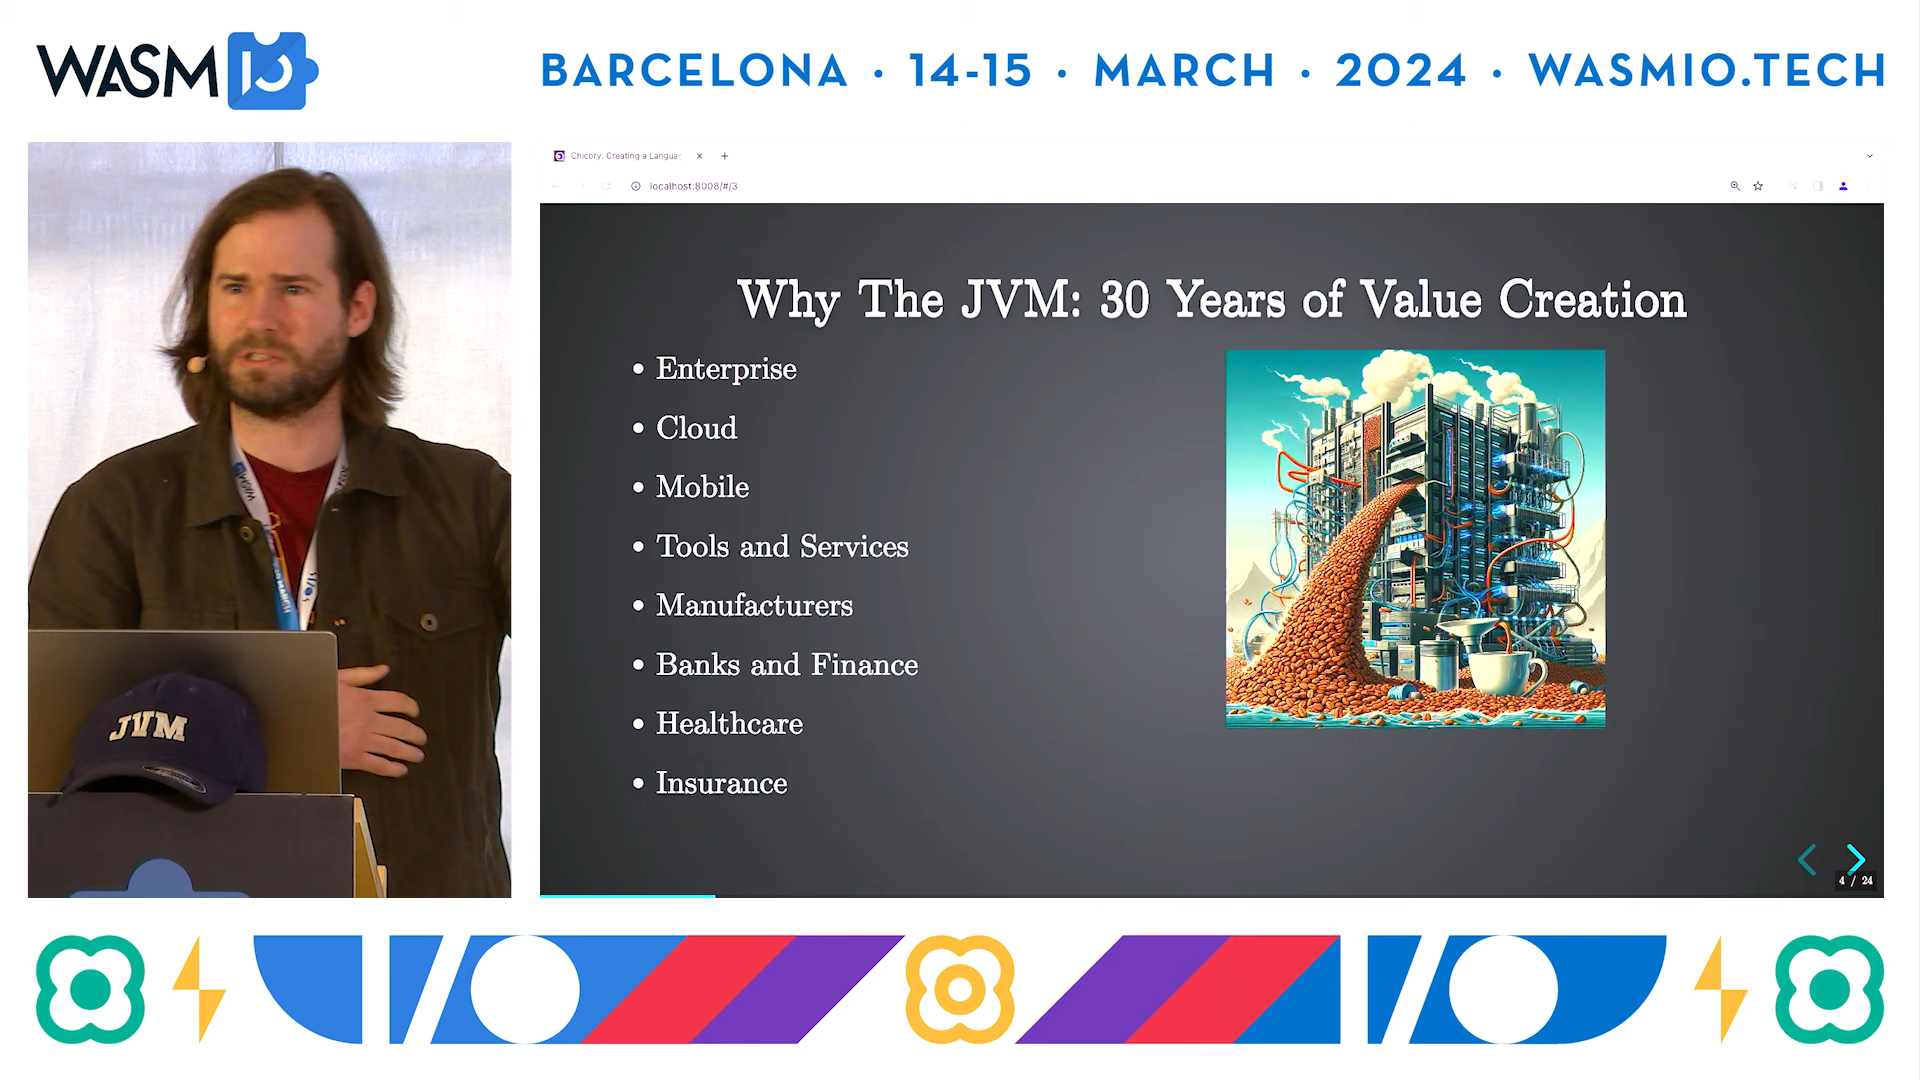 WASM IO
BARCELONA · 14-15 · MARCH · 2024 · WASMIO.TECH
Chicory: Creating a Langua
localhost:8008/#/3
Why The JVM: 30 Years of Value Creation
• Enterprise
• Cloud
• Mobile
• Tools and Services
• Manufacturers
• Banks and Finance
• Healthcare
• Insurance
JVM
4 / 24